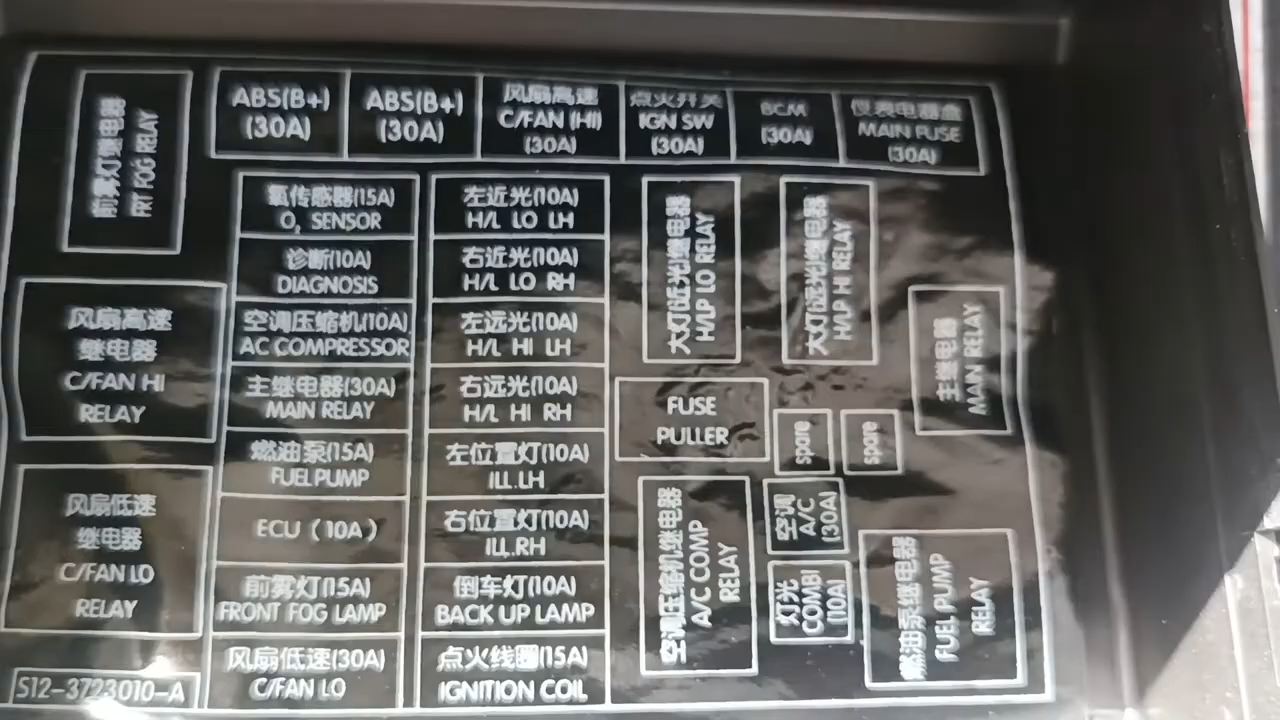 前雾灯继电器
FRT FOG RELAY
ABS(B+)
(30A)
ABS(B+)
(30A)
风扇高速
C/FAN (HI)
(30A)
点火开关
IGN SW
(30A)
BCM
(30A)
仪表电器盒
MAIN FUSE
(30A)
风扇高速
继电器
C/FAN HI
RELAY
风扇低速
继电器
C/FAN LO
RELAY
S12-3723010-A
氧传感器(15A)
O₂ SENSOR
诊断(10A)
DIAGNOSIS
空调压缩机(10A)
AC COMPRESSOR
主继电器(30A)
MAIN RELAY
燃油泵(15A)
FUEL PUMP
ECU (10A)
前雾灯(15A)
FRONT FOG LAMP
风扇低速(30A)
C/FAN LO
左近光(10A)
H/L LO LH
右近光(10A)
H/L LO RH
左远光(10A)
H/L HI LH
右远光(10A)
H/L HI RH
左位置灯(10A)
ILL.LH
右位置灯(10A)
ILL.RH
倒车灯(10A)
BACK UP LAMP
点火线圈(15A)
IGNITION COIL
大灯(近光)继电器
H/LP LO RELAY
大灯(远光)继电器
H/LP HI RELAY
主继电器
MAIN RELAY
FUSE
PULLER
spare
spare
空调压缩机继电器
A/C COMP
RELAY
空调
A/C
(30A)
灯光
COMBI
(10A)
燃油泵继电器
FUEL PUMP
RELAY